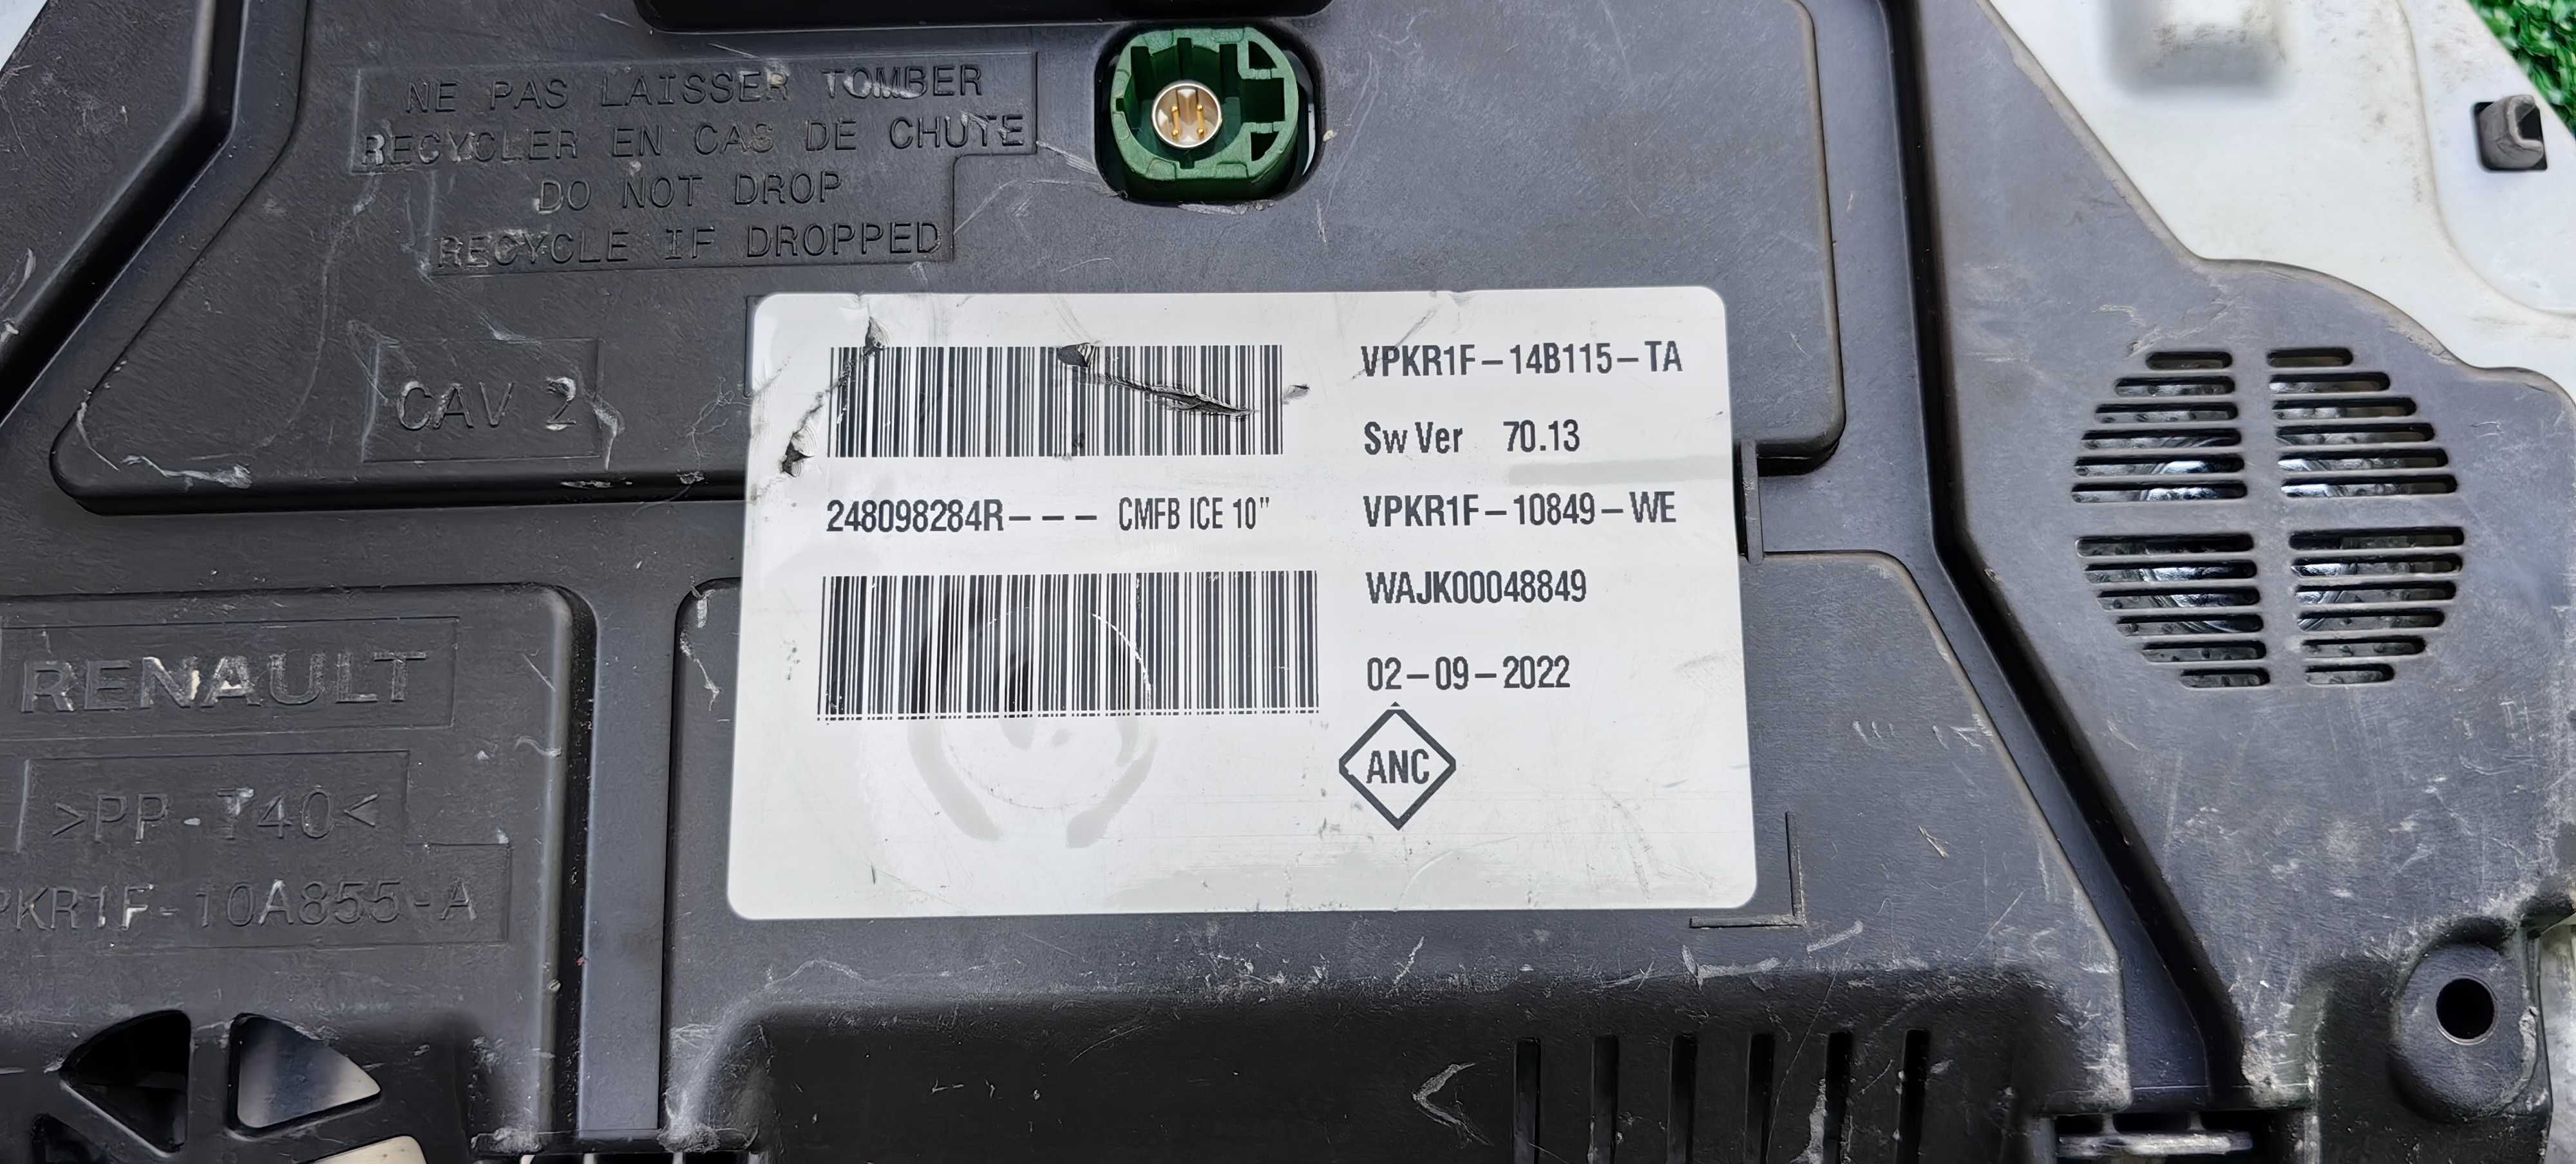 NE PAS LAISSER TOMBER
RECYCLER EN CAS DE CHUTE
DO NOT DROP
RECYCLE IF DROPPED
CAV 2
VPKR1F-14B115-TA
Sw Ver 70.13
248098284R--- CMFB ICE 10"
VPKR1F-10849-WE
WAJK00048849
02-09-2022
ANC
RENAULT
>PP-T40<
PKR1F-10A855-A